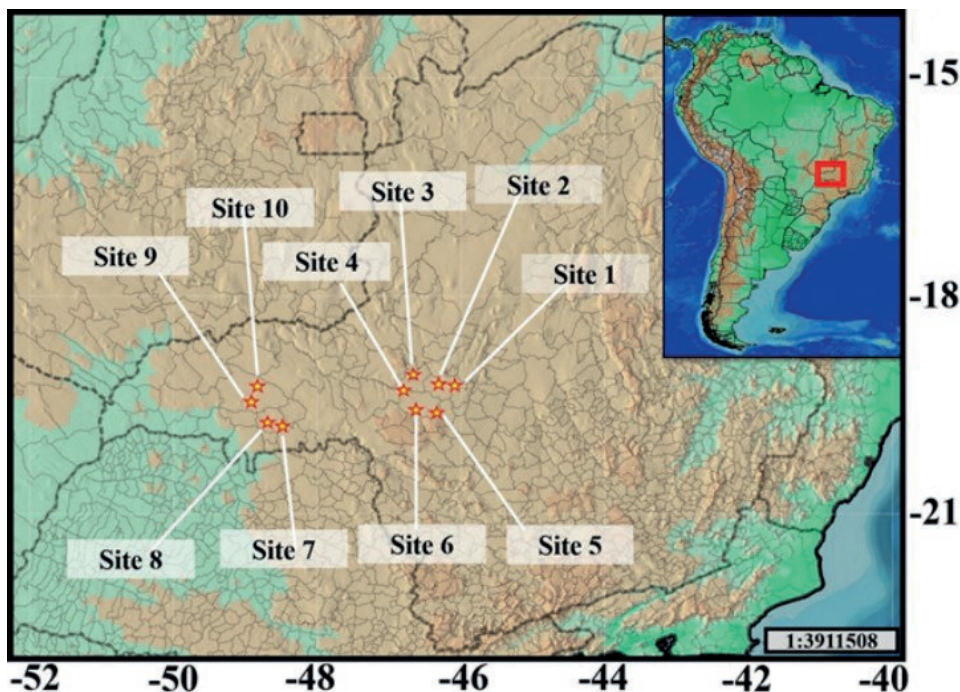 -15
Site 3
Site 2
Site 10
Site 4
Site 9
Site 1
-18
-21
Site 8
Site 7
Site 6
Site 5
1:3911508
-52
-50
-48
-46
-44
-42
-40